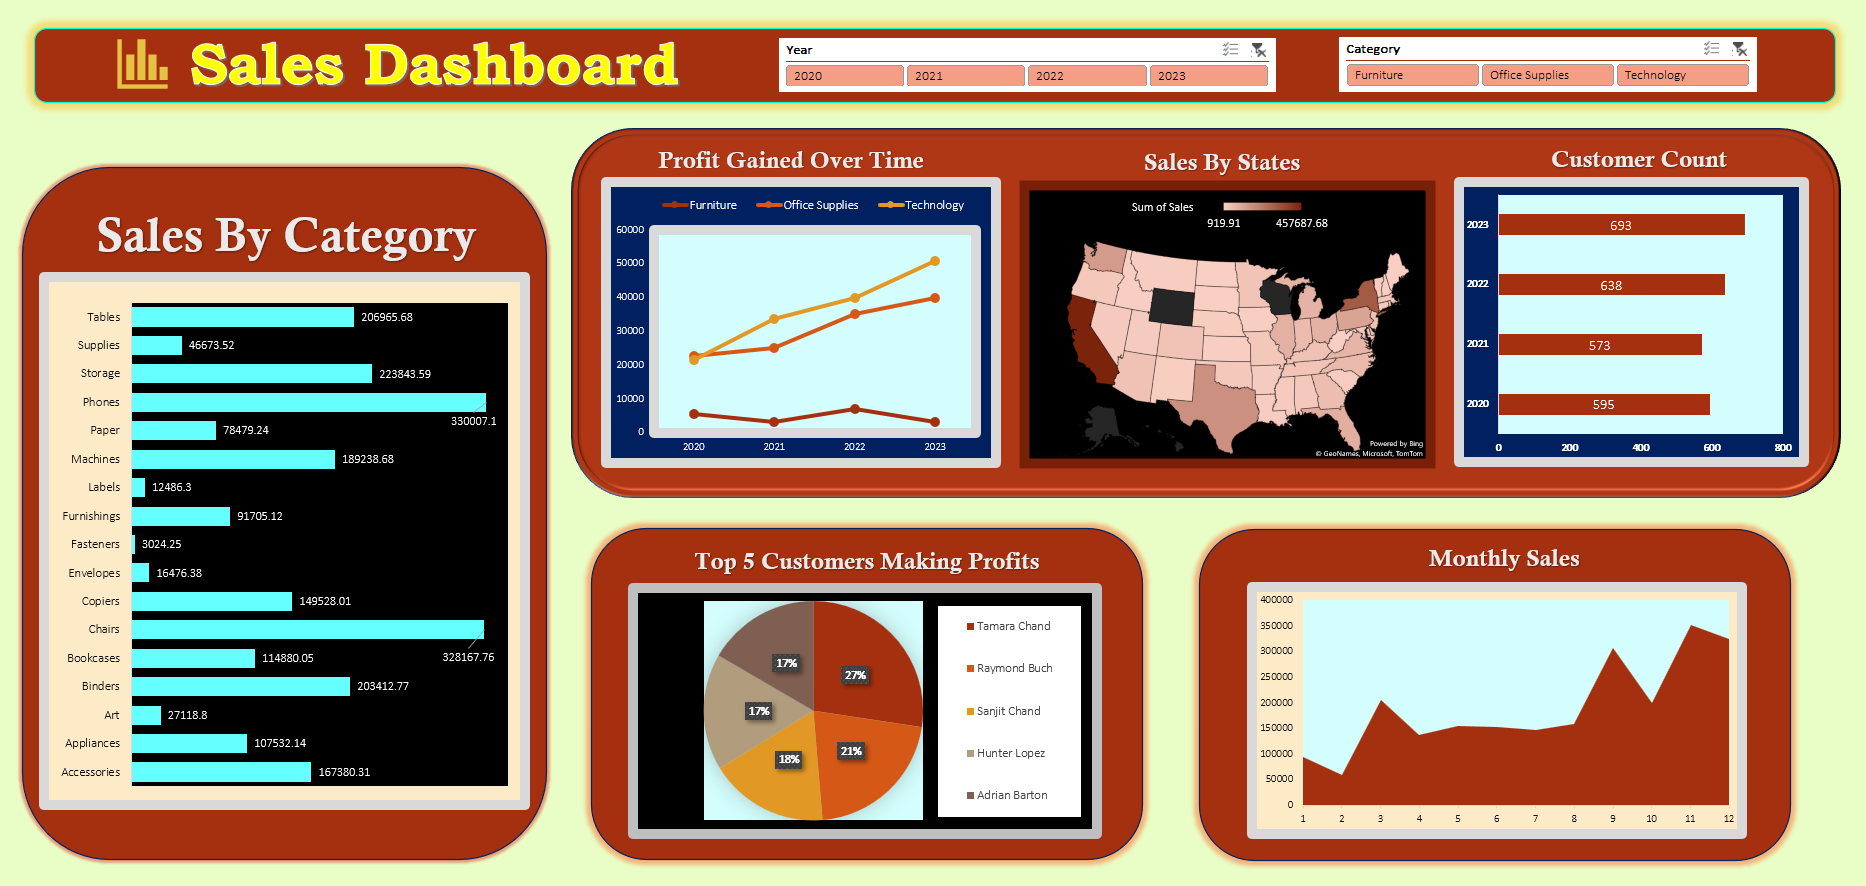 Sales Dashboard
Year
2020 2021 2022 2023
Category
Furniture Office Supplies Technology
Sales By Category
Tables 206965.68
Supplies 46673.52
Storage 223843.59
Phones 330007.1
Paper 78479.24
Machines 189238.68
Labels 12486.3
Furnishings 91705.12
Fasteners 3024.25
Envelopes 16476.38
Copiers 149528.01
Chairs 328167.76
Bookcases 114880.05
Binders 203412.77
Art 27118.8
Appliances 107532.14
Accessories 167380.31
Profit Gained Over Time
Furniture Office Supplies Technology
60000
50000
40000
30000
20000
10000
0
2020 2021 2022 2023
Sales By States
Sum of Sales
919.91 457687.68
Powered by Bing
© GeoNames, Microsoft, TomTom
Customer Count
2023 693
2022 638
2021 573
2020 595
0 200 400 600 800
Top 5 Customers Making Profits
27%
21%
18%
17%
17%
Tamara Chand
Raymond Buch
Sanjit Chand
Hunter Lopez
Adrian Barton
Monthly Sales
400000
350000
300000
250000
200000
150000
100000
50000
0
1 2 3 4 5 6 7 8 9 10 11 12